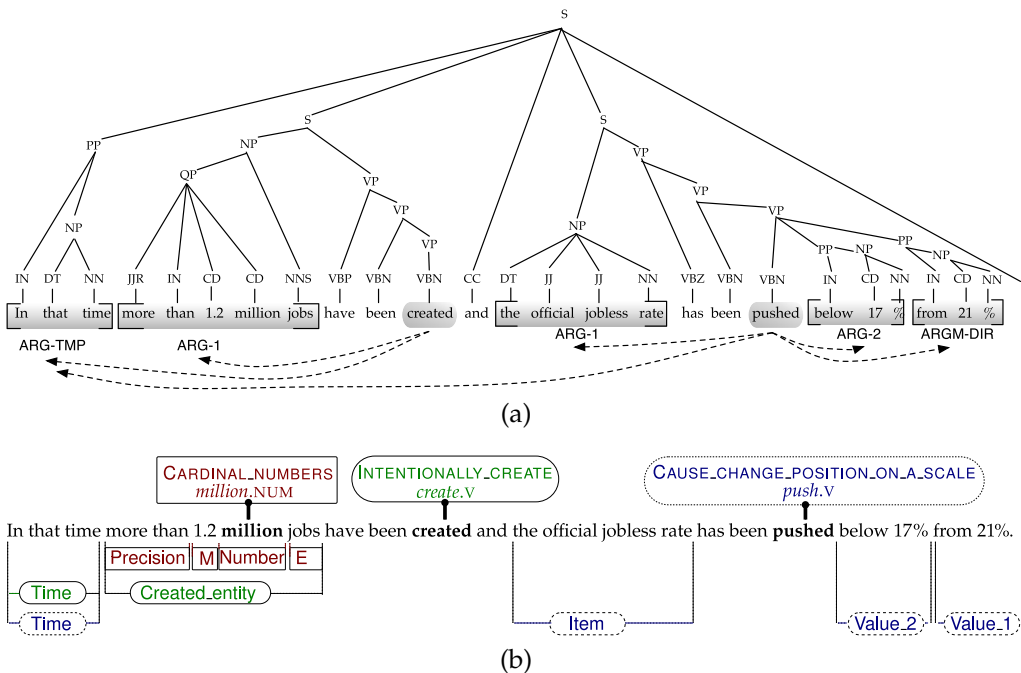 S
S S
PP NP VP
QP VP VP
VP VP
NP NP VP PP NP PP NP
IN DT NN JJR IN CD CD NNS VBP VBN VBN CC DT JJ JJ NN VBZ VBN VBN IN CD NN IN CD NN
In that time more than 1.2 million jobs have been created and the official jobless rate has been pushed below 17 % from 21 %
ARG-TMP ARG-1 ARG-1 ARG-2 ARGM-DIR
(a)
CARDINAL_NUMBERS INTENTIONALLY_CREATE CAUSE_CHANGE_POSITION_ON_A_SCALE
million.NUM create.V push.V
In that time more than 1.2 million jobs have been created and the official jobless rate has been pushed below 17% from 21%.
Precision M Number E
Time Created_entity
Time Item Value_2 Value_1
(b)